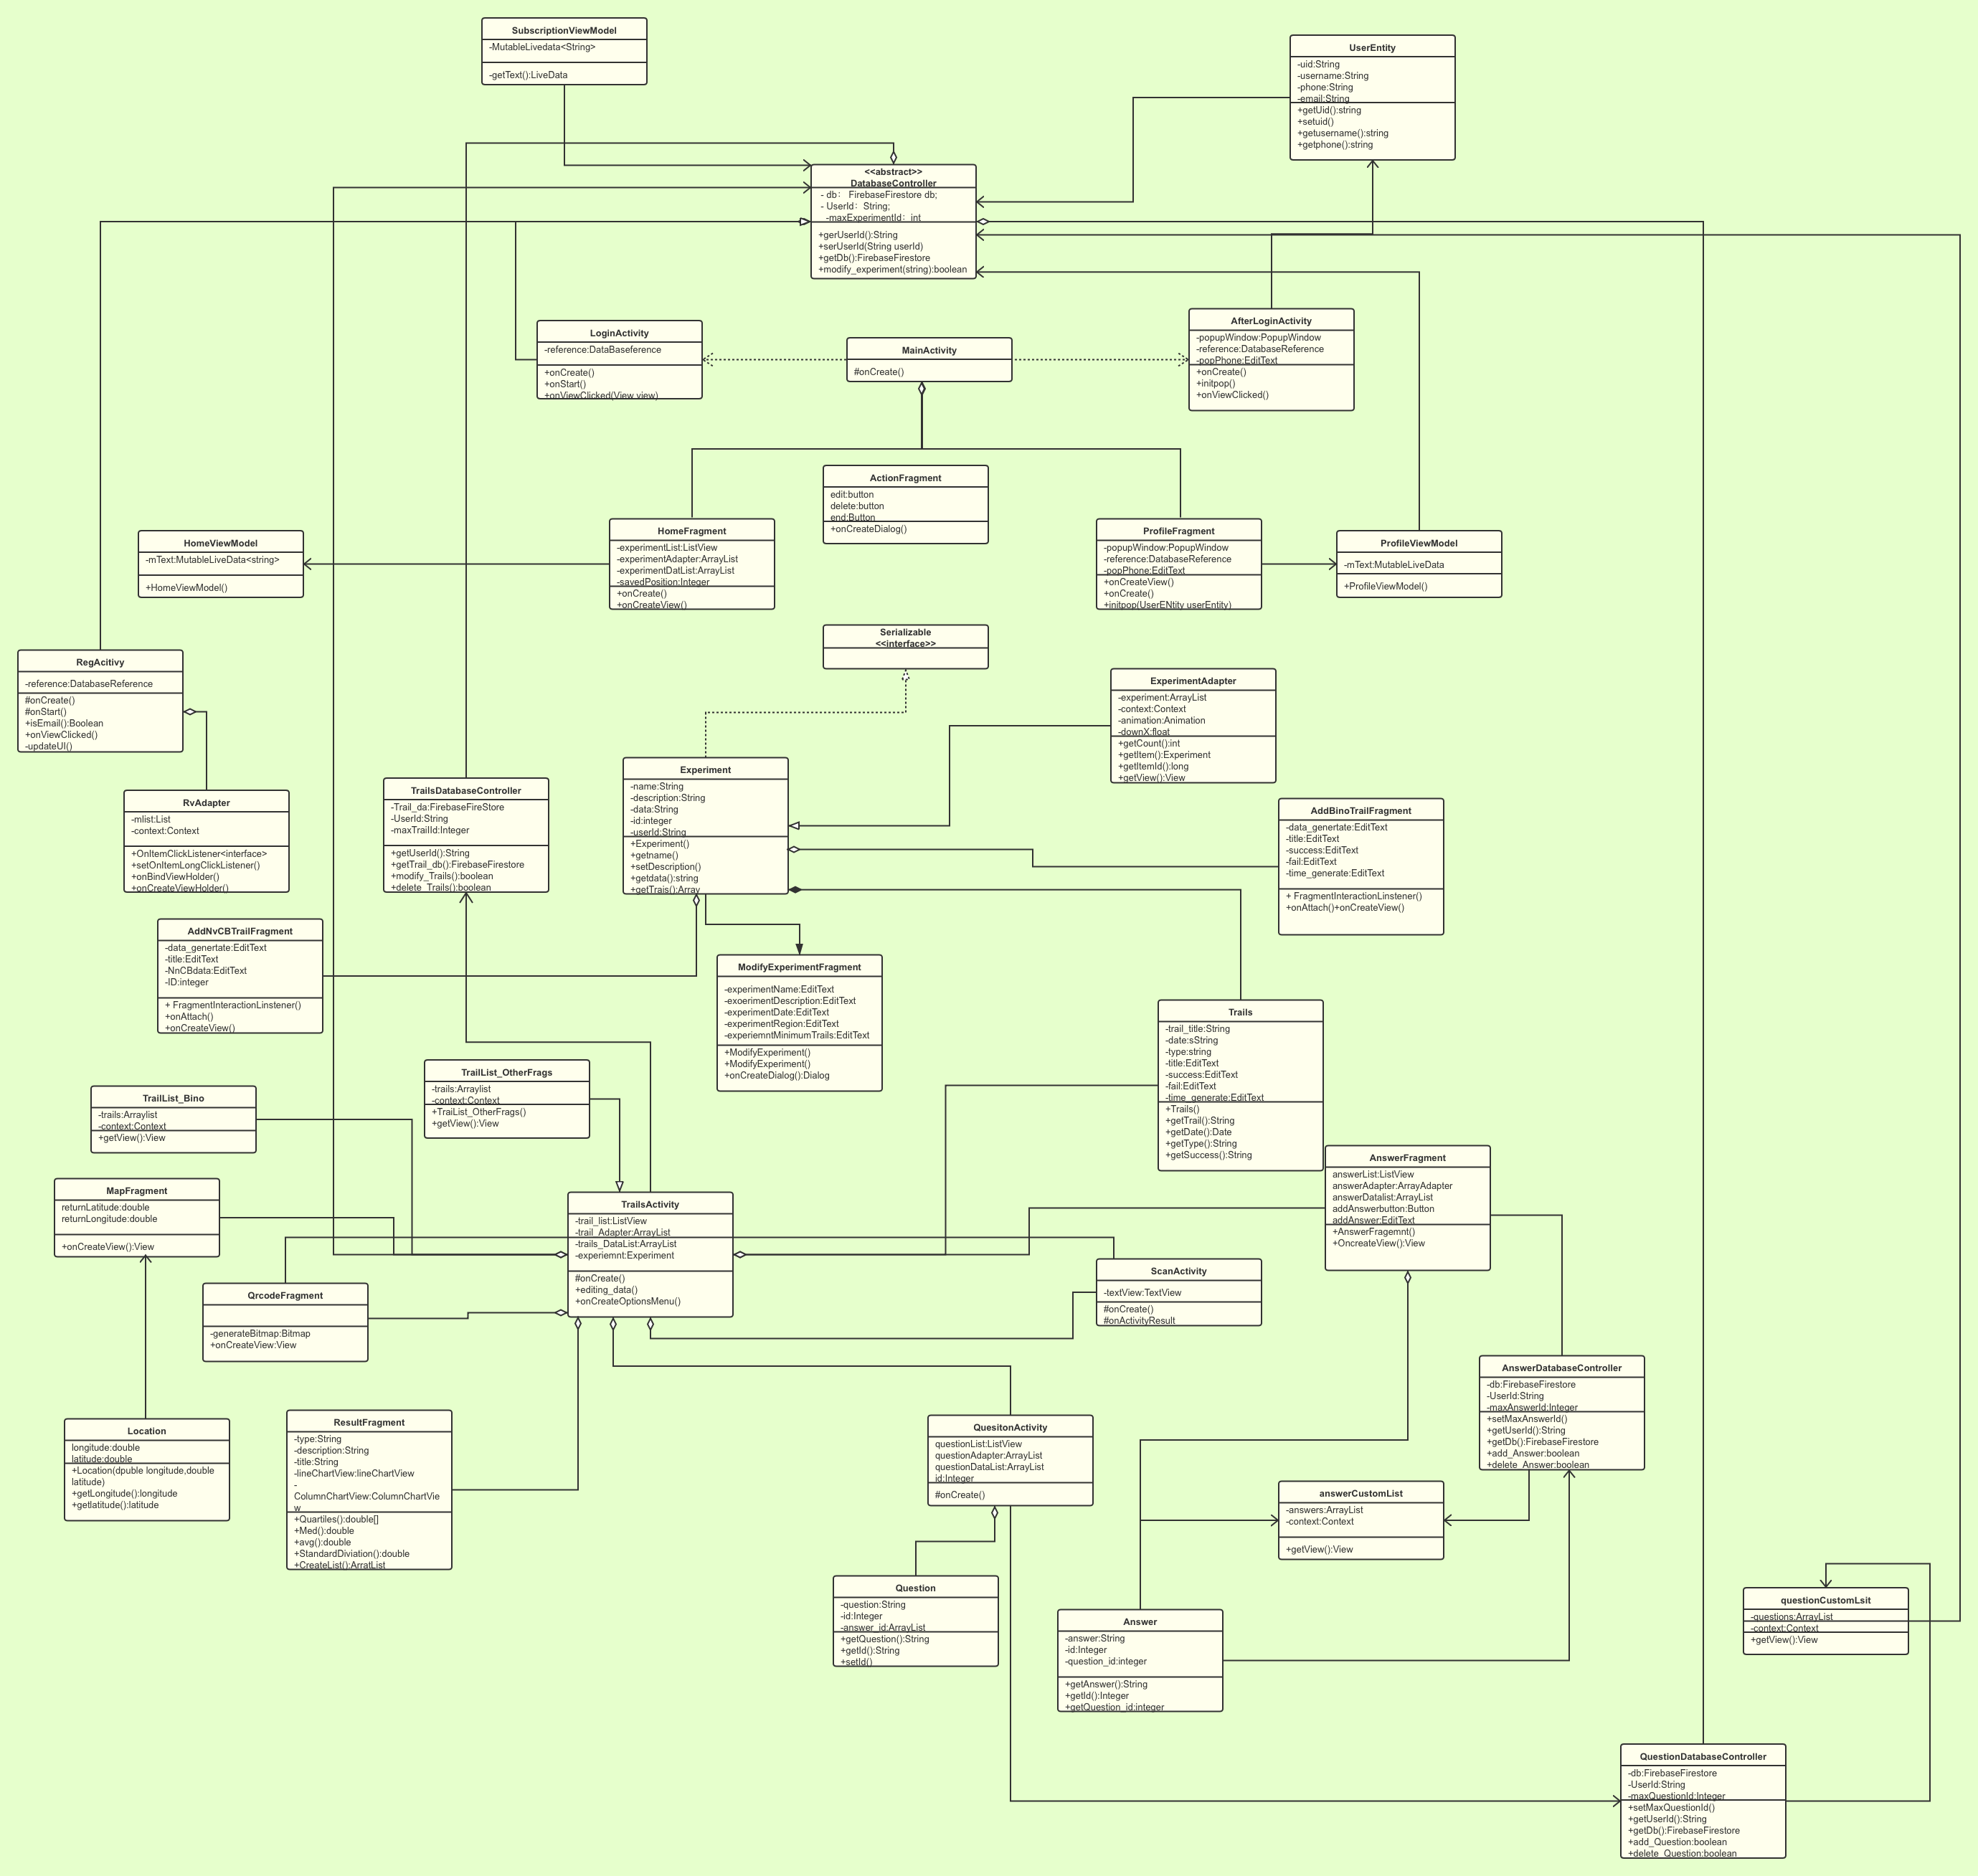 SubscriptionViewModel
-MutableLivedata<String>
-getText():LiveData
UserEntity
-uid:String
-username:String
-phone:String
-email:String
+getUid():string
+setuid()
+getusername():string
+getphone():string
<<abstract>>
DatabaseController
- db： FirebaseFirestore db;
- UserId：String;
-maxExperimentId：int
+gerUserId():String
+serUserId(String userId)
+getDb():FirebaseFirestore
+modify_experiment(string):boolean
LoginActivity
-reference:DataBaseference
+onCreate()
+onStart()
+onViewClicked(View view)
MainActivity
#onCreate()
AfterLoginActivity
-popupWindow:PopupWindow
-reference:DatabaseReference
-popPhone:EditText
+onCreate()
+initpop()
+onViewClicked()
ActionFragment
edit:button
delete:button
end:Button
+onCreateDialog()
HomeViewModel
-mText:MutableLiveData<string>
+HomeViewModel()
HomeFragment
-experimentList:ListView
-experimentAdapter:ArrayList
-experimentDatList:ArrayList
-savedPosition:Integer
+onCreate()
+onCreateView()
ProfileFragment
-popupWindow:PopupWindow
-reference:DatabaseReference
-popPhone:EditText
+onCreateView()
+onCreate()
+initpop(UserENtity userEntity)
ProfileViewModel
-mText:MutableLiveData
+ProfileViewModel()
Serializable
<<interface>>
RegAcitivy
-reference:DatabaseReference
#onCreate()
#onStart()
+isEmail():Boolean
+onViewClicked()
-updateUI()
ExperimentAdapter
-experiment:ArrayList
-context:Context
-animation:Animation
-downX:float
+getCount():int
+getItem():Experiment
+getItemId():long
+getView():View
Experiment
-name:String
-description:String
-data:String
-id:integer
-userId:String
+Experiment()
+getname()
+setDescription()
+getdata():string
+getTrais():Array
TrailsDatabaseController
-Trail_da:FirebaseFireStore
-UserId:String
-maxTrailId:Integer
+getUserId():String
+getTrail_db():FirebaseFirestore
+modify_Trails():boolean
+delete_Trails():boolean
RvAdapter
-mlist:List
-context:Context
+OnItemClickListener<interface>
+setOnItemLongClickListener()
+onBindViewHolder()
+onCreateViewHolder()
AddBinoTrailFragment
-data_genertate:EditText
-title:EditText
-success:EditText
-fail:EditText
-time_generate:EditText
+ FragmentInteractionLinstener()
+onAttach()+onCreateView()
AddNvCBTrailFragment
-data_genertate:EditText
-title:EditText
-NnCBdata:EditText
-ID:integer
+ FragmentInteractionLinstener()
+onAttach()
+onCreateView()
ModifyExperimentFragment
-experimentName:EditText
-exoerimentDescription:EditText
-experimentDate:EditText
-experimentRegion:EditText
-experiemntMinimumTrails:EditText
+ModifyExperiment()
+ModifyExperiment()
+onCreateDialog():Dialog
Trails
-trail_title:String
-date:sString
-type:string
-title:EditText
-success:EditText
-fail:EditText
-time_generate:EditText
+Trails()
+getTrail():String
+getDate():Date
+getType():String
+getSuccess():String
TrailList_OtherFrags
-trails:Arraylist
-context:Context
+TraiList_OtherFrags()
+getView():View
TrailList_Bino
-trails:Arraylist
-context:Context
+getView():View
AnswerFragment
answerList:ListView
answerAdapter:ArrayAdapter
answerDatalist:ArrayList
addAnswerbutton:Button
addAnswer:EditText
+AnswerFragemnt()
+OncreateView():View
MapFragment
returnLatitude:double
returnLongitude:double
+onCreateView():View
TrailsActivity
-trail_list:ListView
-trail_Adapter:ArrayList
-trails_DataList:ArrayList
-experiemnt:Experiment
#onCreate()
+editing_data()
+onCreateOptionsMenu()
ScanActivity
-textView:TextView
#onCreate()
#onActivityResult
QrcodeFragment
-generateBitmap:Bitmap
+onCreateView:View
AnswerDatabaseController
-db:FirebaseFirestore
-UserId:String
-maxAnswerId:Integer
+setMaxAnswerId()
+getUserId():String
+getDb():FirebaseFirestore
+add_Answer:boolean
+delete_Answer:boolean
Location
longitude:double
latitude:double
+Location(dpuble longitude,double
latitude)
+getLongitude():longitude
+getlatitude():latitude
ResultFragment
-type:String
-description:String
-title:String
-lineChartView:lineChartView
-
ColumnChartView:ColumnChartVie
w
+Quartiles():double[]
+Med():double
+avg():double
+StandardDiviation():double
+CreateList():ArratList
QuesitonActivity
questionList:ListView
questionAdapter:ArrayList
questionDataList:ArrayList
id:Integer
#onCreate()
answerCustomList
-answers:ArrayList
-context:Context
+getView():View
Question
-question:String
-id:Integer
-answer_id:ArrayList
+getQuestion():String
+getId():String
+setId()
Answer
-answer:String
-id:Integer
-question_id:integer
+getAnswer():String
+getId():Integer
+getQuestion_id:integer
questionCustomLsit
-questions:ArrayList
-context:Context
+getView():View
QuestionDatabaseController
-db:FirebaseFirestore
-UserId:String
-maxQuestionId:Integer
+setMaxQuestionId()
+getUserId():String
+getDb():FirebaseFirestore
+add_Question:boolean
+delete_Question:boolean